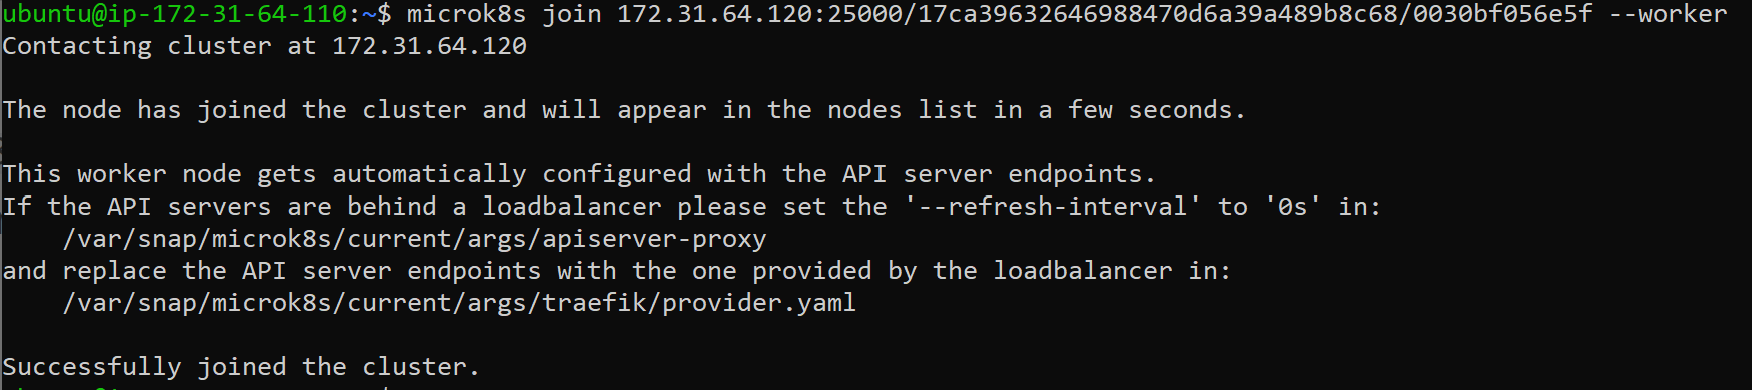 ubuntu@ip-172-31-64-110:~$ microk8s join 172.31.64.120:25000/17ca39632646988470d6a39a489b8c68/0030bf056e5f --worker
Contacting cluster at 172.31.64.120
The node has joined the cluster and will appear in the nodes list in a few seconds.
This worker node gets automatically configured with the API server endpoints.
If the API servers are behind a loadbalancer please set the '--refresh-interval' to '0s' in:
/var/snap/microk8s/current/args/apiserver-proxy
and replace the API server endpoints with the one provided by the loadbalancer in:
/var/snap/microk8s/current/args/traefik/provider.yaml
Successfully joined the cluster.